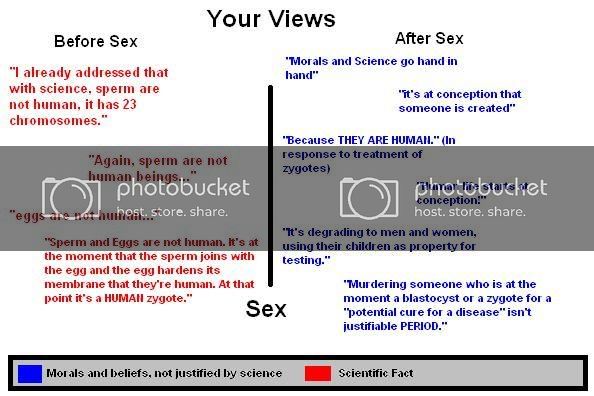 Your Views
Before Sex
After Sex
"I already addressed that
with science, sperm are
not human, it has 23
chromosomes."
"Again, sperm are not
human beings..."
"eggs are not human..."
"Sperm and Eggs are not human. It's at
the moment that the sperm joins with
the egg and the egg hardens its
membrane that they're human. At that
point it's a HUMAN zygote."
"Morals and Science go hand in
hand"
"it's at conception that
someone is created"
"Because THEY ARE HUMAN." (In
response to treatment of
zygotes)
"Human life starts at
conception!"
"It's degrading to men and women,
using their children as property for
testing."
"Murdering someone who is at the
moment a blastocyst or a zygote for a
"potential cure for a disease" isn't
justifiable PERIOD."
Sex
photobucket
host. store. share.
photobucket
host. store. share.
Morals and beliefs, not justified by science
Scientific Fact